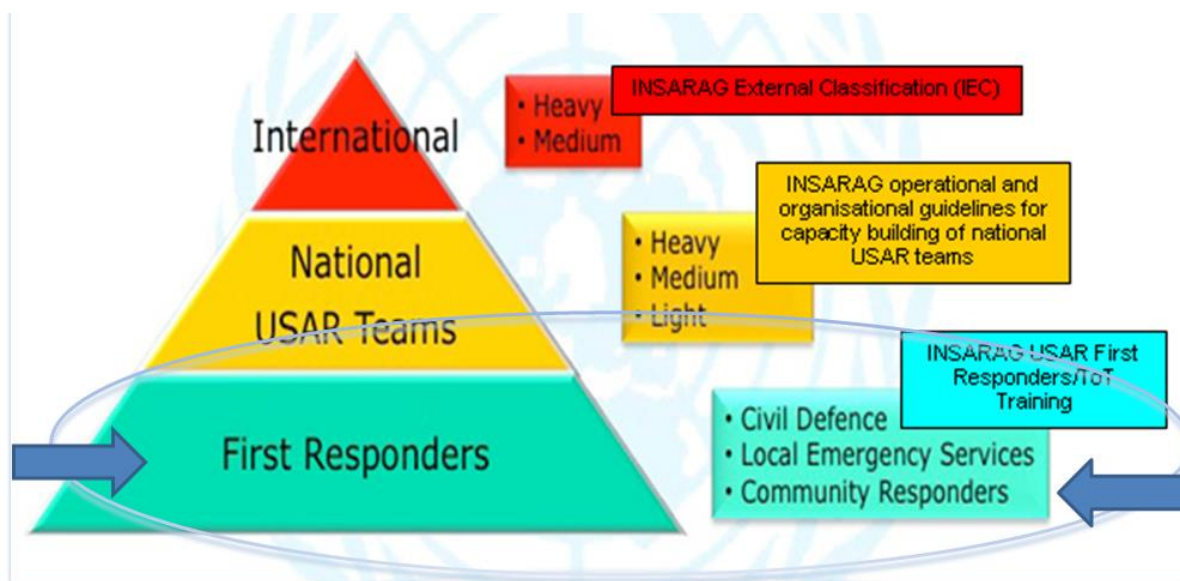 International
• Heavy
• Medium
INSARAG External Classification (IEC)
National
USAR Teams
• Heavy
• Medium
• Light
INSARAG operational and
organisational guidelines for
capacity building of national
USAR teams
First Responders
• Civil Defence
• Local Emergency Services
• Community Responders
INSARAG USAR First
Responders/ToT
Training